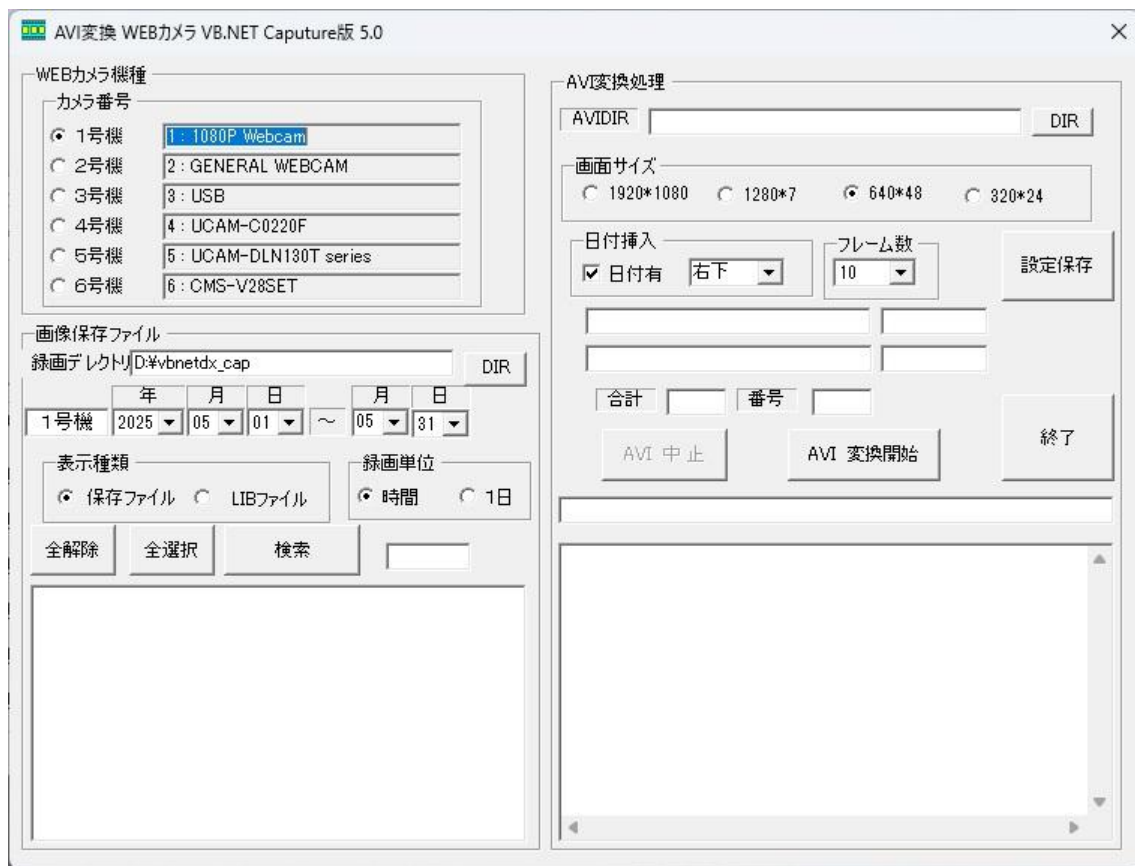 AVI変換 WEBカメラ VB.NET Caputure版 5.0
WEBカメラ機種
カメラ番号
1号機 1 : 1080P Webcam
2号機 2 : GENERAL WEBCAM
3号機 3 : USB
4号機 4 : UCAM-C0220F
5号機 5 : UCAM-DLN130T series
6号機 6 : CMS-V28SET
画像保存ファイル
録画デレクトリ D:¥vbnetdx_cap DIR
年 月 日 月 日
1号機 2025 05 01 ～ 05 31
表示種類
保存ファイル LIBファイル
録画単位
時間 1日
全解除 全選択 検索
AVI変換処理
AVIDIR DIR
画面サイズ
1920*1080 1280*7 640*48 320*24
日付挿入
日付有 右下
フレーム数
10
設定保存
合計 番号
AVI 中止 AVI 変換開始
終了